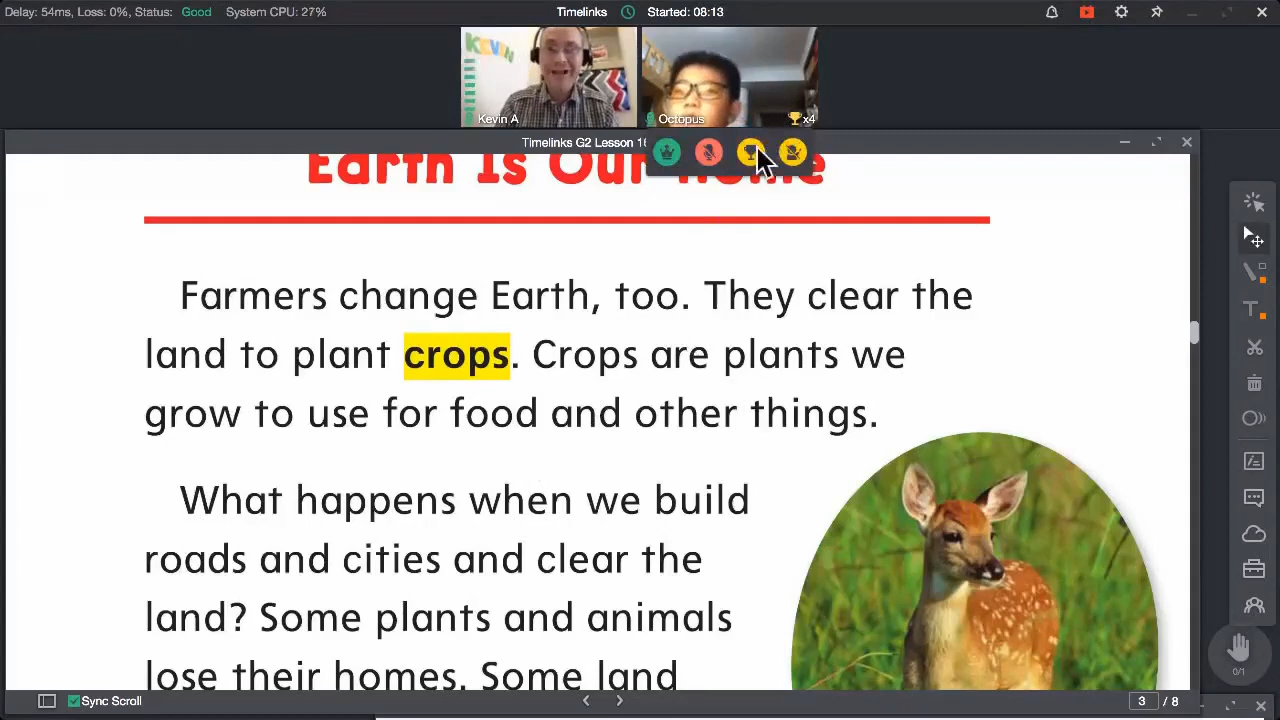 Delay: 54ms, Loss: 0%, Status: Good System CPU: 27% Timelinks Started: 08:13
KEVIN
Kevin A Octopus x4
Timelinks G2 Lesson 16
Earth Is Our Home
Farmers change Earth, too. They clear the
land to plant crops. Crops are plants we
grow to use for food and other things.
What happens when we build
roads and cities and clear the
land? Some plants and animals
lose their homes. Some land
0/1
Sync Scroll 3 / 8